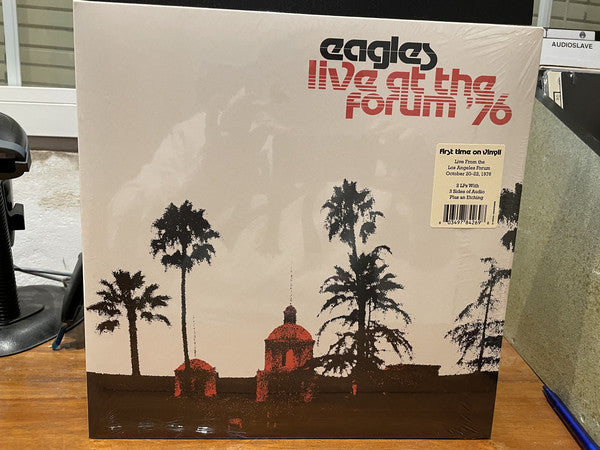 eagles
live at the
forum '76
first time on vinyl!
Live From the
Los Angeles Forum
October 20–22, 1976
2 LPs With
3 Sides of Audio
Plus an Etching
AUDIOSLAVE